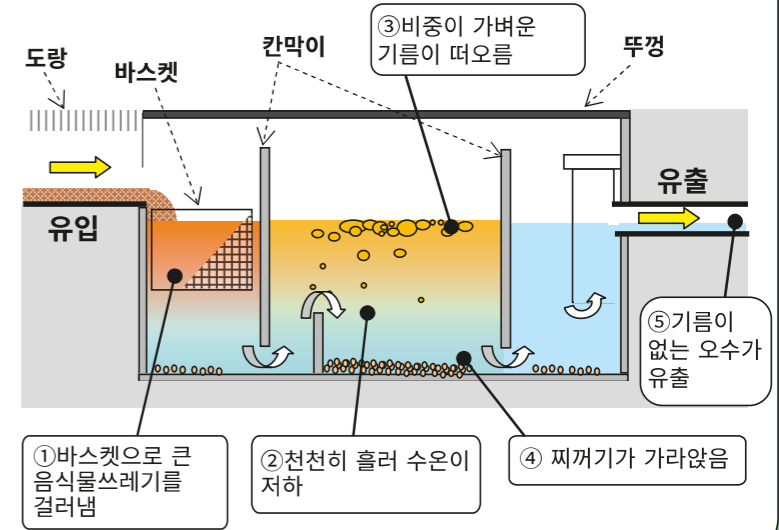 도랑
바스켓
칸막이
③비중이 가벼운
기름이 떠오름
뚜껑
유입
유출
①바스켓으로 큰
음식물쓰레기를
걸러냄
②천천히 흘러 수온이
저하
④ 찌꺼기가 가라앉음
⑤기름이
없는 오수가
유출